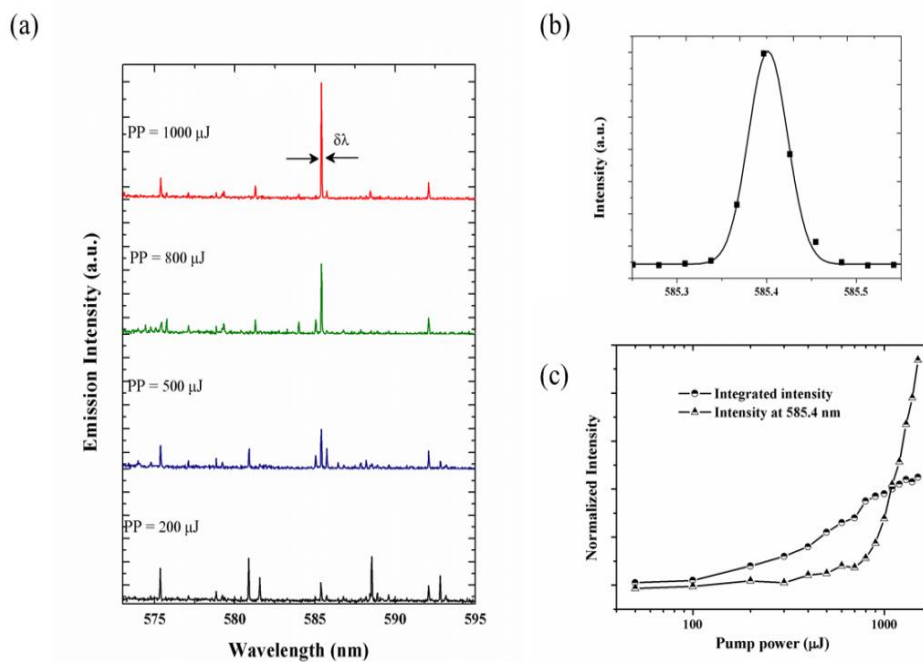 (a)
PP = 1000 μJ
δλ
PP = 800 μJ
PP = 500 μJ
PP = 200 μJ
Emission Intensity (a.u.)
575 580 585 590 595
Wavelength (nm)
(b)
Intensity (a.u.)
585.3 585.4 585.5
(c)
Integrated intensity
Intensity at 585.4 nm
Normalized Intensity
100 1000
Pump power (μJ)